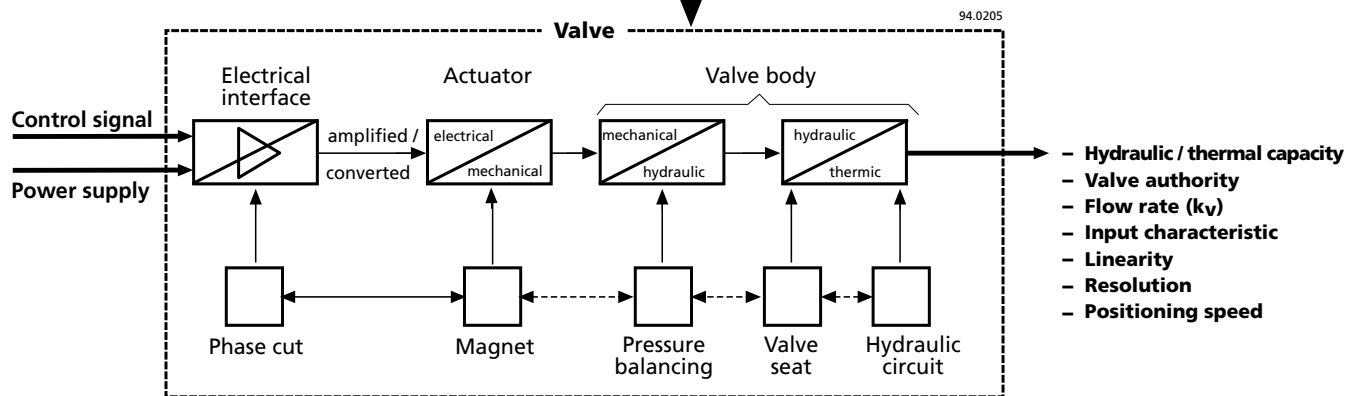 94.0205
Valve
Electrical
interface
Actuator
Valve body
Control signal
Power supply
amplified /
converted
electrical
mechanical
mechanical
hydraulic
hydraulic
thermic
– Hydraulic / thermal capacity
– Valve authority
– Flow rate (kv)
– Input characteristic
– Linearity
– Resolution
– Positioning speed
Phase cut
Magnet
Pressure
balancing
Valve
seat
Hydraulic
circuit